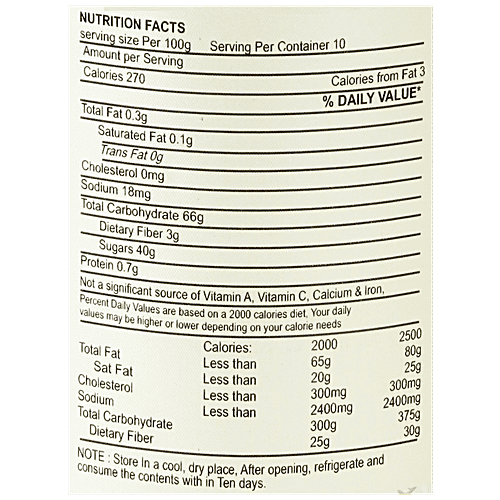 NUTRITION FACTS
serving size Per 100g Serving Per Container 10
Amount per Serving
Calories 270 Calories from Fat 3
% DAILY VALUE*
Total Fat 0.3g
Saturated Fat 0.1g
Trans Fat 0g
Cholesterol 0mg
Sodium 18mg
Total Carbohydrate 66g
Dietary Fiber 3g
Sugars 40g
Protein 0.7g
Not a significant source of Vitamin A, Vitamin C, Calcium & Iron,
Percent Daily Values are based on a 2000 calories diet, Your daily
values may be higher or lower depending on your calorie needs
Calories: 2000 2500
Total Fat Less than 65g 80g
Sat Fat Less than 20g 25g
Cholesterol Less than 300mg 300mg
Sodium Less than 2400mg 2400mg
Total Carbohydrate 300g 375g
Dietary Fiber 25g 30g
NOTE : Store In a cool, dry place, After opening, refrigerate and
consume the contents with in Ten days.